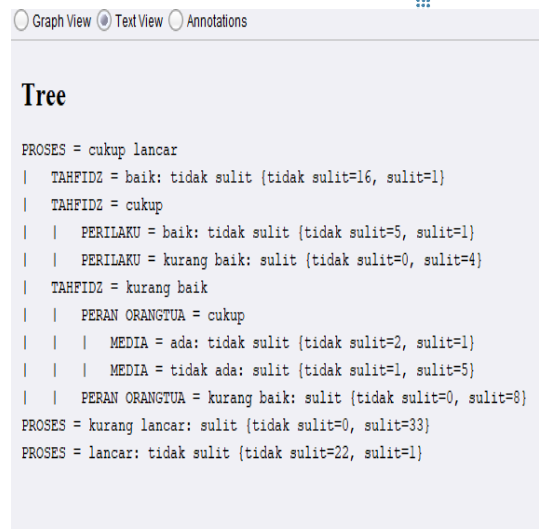 Graph View Text View Annotations
Tree
PROSES = cukup lancar
| TAHFIDZ = baik: tidak sulit {tidak sulit=16, sulit=1}
| TAHFIDZ = cukup
| | PERILAKU = baik: tidak sulit {tidak sulit=5, sulit=1}
| | PERILAKU = kurang baik: sulit {tidak sulit=0, sulit=4}
| TAHFIDZ = kurang baik
| | PERAN ORANGTUA = cukup
| | | MEDIA = ada: tidak sulit {tidak sulit=2, sulit=1}
| | | MEDIA = tidak ada: sulit {tidak sulit=1, sulit=5}
| | PERAN ORANGTUA = kurang baik: sulit {tidak sulit=0, sulit=8}
PROSES = kurang lancar: sulit {tidak sulit=0, sulit=33}
PROSES = lancar: tidak sulit {tidak sulit=22, sulit=1}